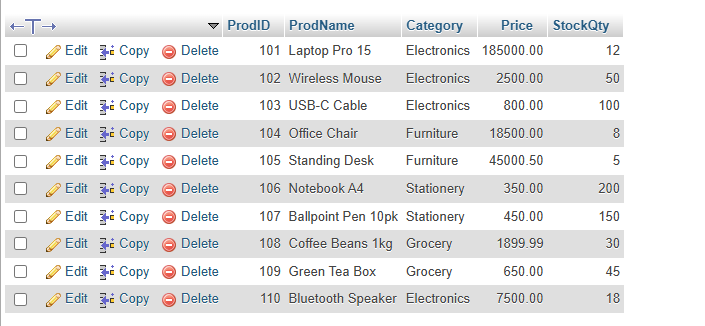 ProdID ProdName Category Price StockQty
Edit Copy Delete 101 Laptop Pro 15 Electronics 185000.00 12
Edit Copy Delete 102 Wireless Mouse Electronics 2500.00 50
Edit Copy Delete 103 USB-C Cable Electronics 800.00 100
Edit Copy Delete 104 Office Chair Furniture 18500.00 8
Edit Copy Delete 105 Standing Desk Furniture 45000.50 5
Edit Copy Delete 106 Notebook A4 Stationery 350.00 200
Edit Copy Delete 107 Ballpoint Pen 10pk Stationery 450.00 150
Edit Copy Delete 108 Coffee Beans 1kg Grocery 1899.99 30
Edit Copy Delete 109 Green Tea Box Grocery 650.00 45
Edit Copy Delete 110 Bluetooth Speaker Electronics 7500.00 18